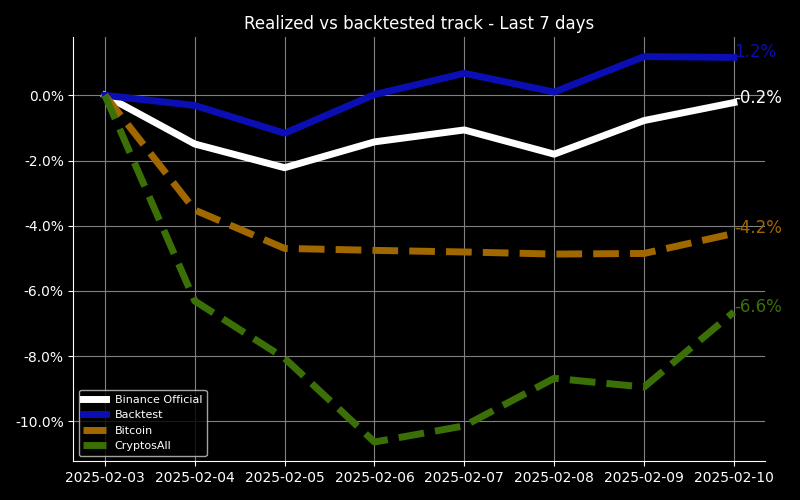 Realized vs backtested track - Last 7 days
1.2%
0.0%
-0.2%
-2.0%
-4.0%
-4.2%
-6.0%
-6.6%
-8.0%
-10.0%
Binance Official
Backtest
Bitcoin
CryptosAll
2025-02-03 2025-02-04 2025-02-05 2025-02-06 2025-02-07 2025-02-08 2025-02-09 2025-02-10